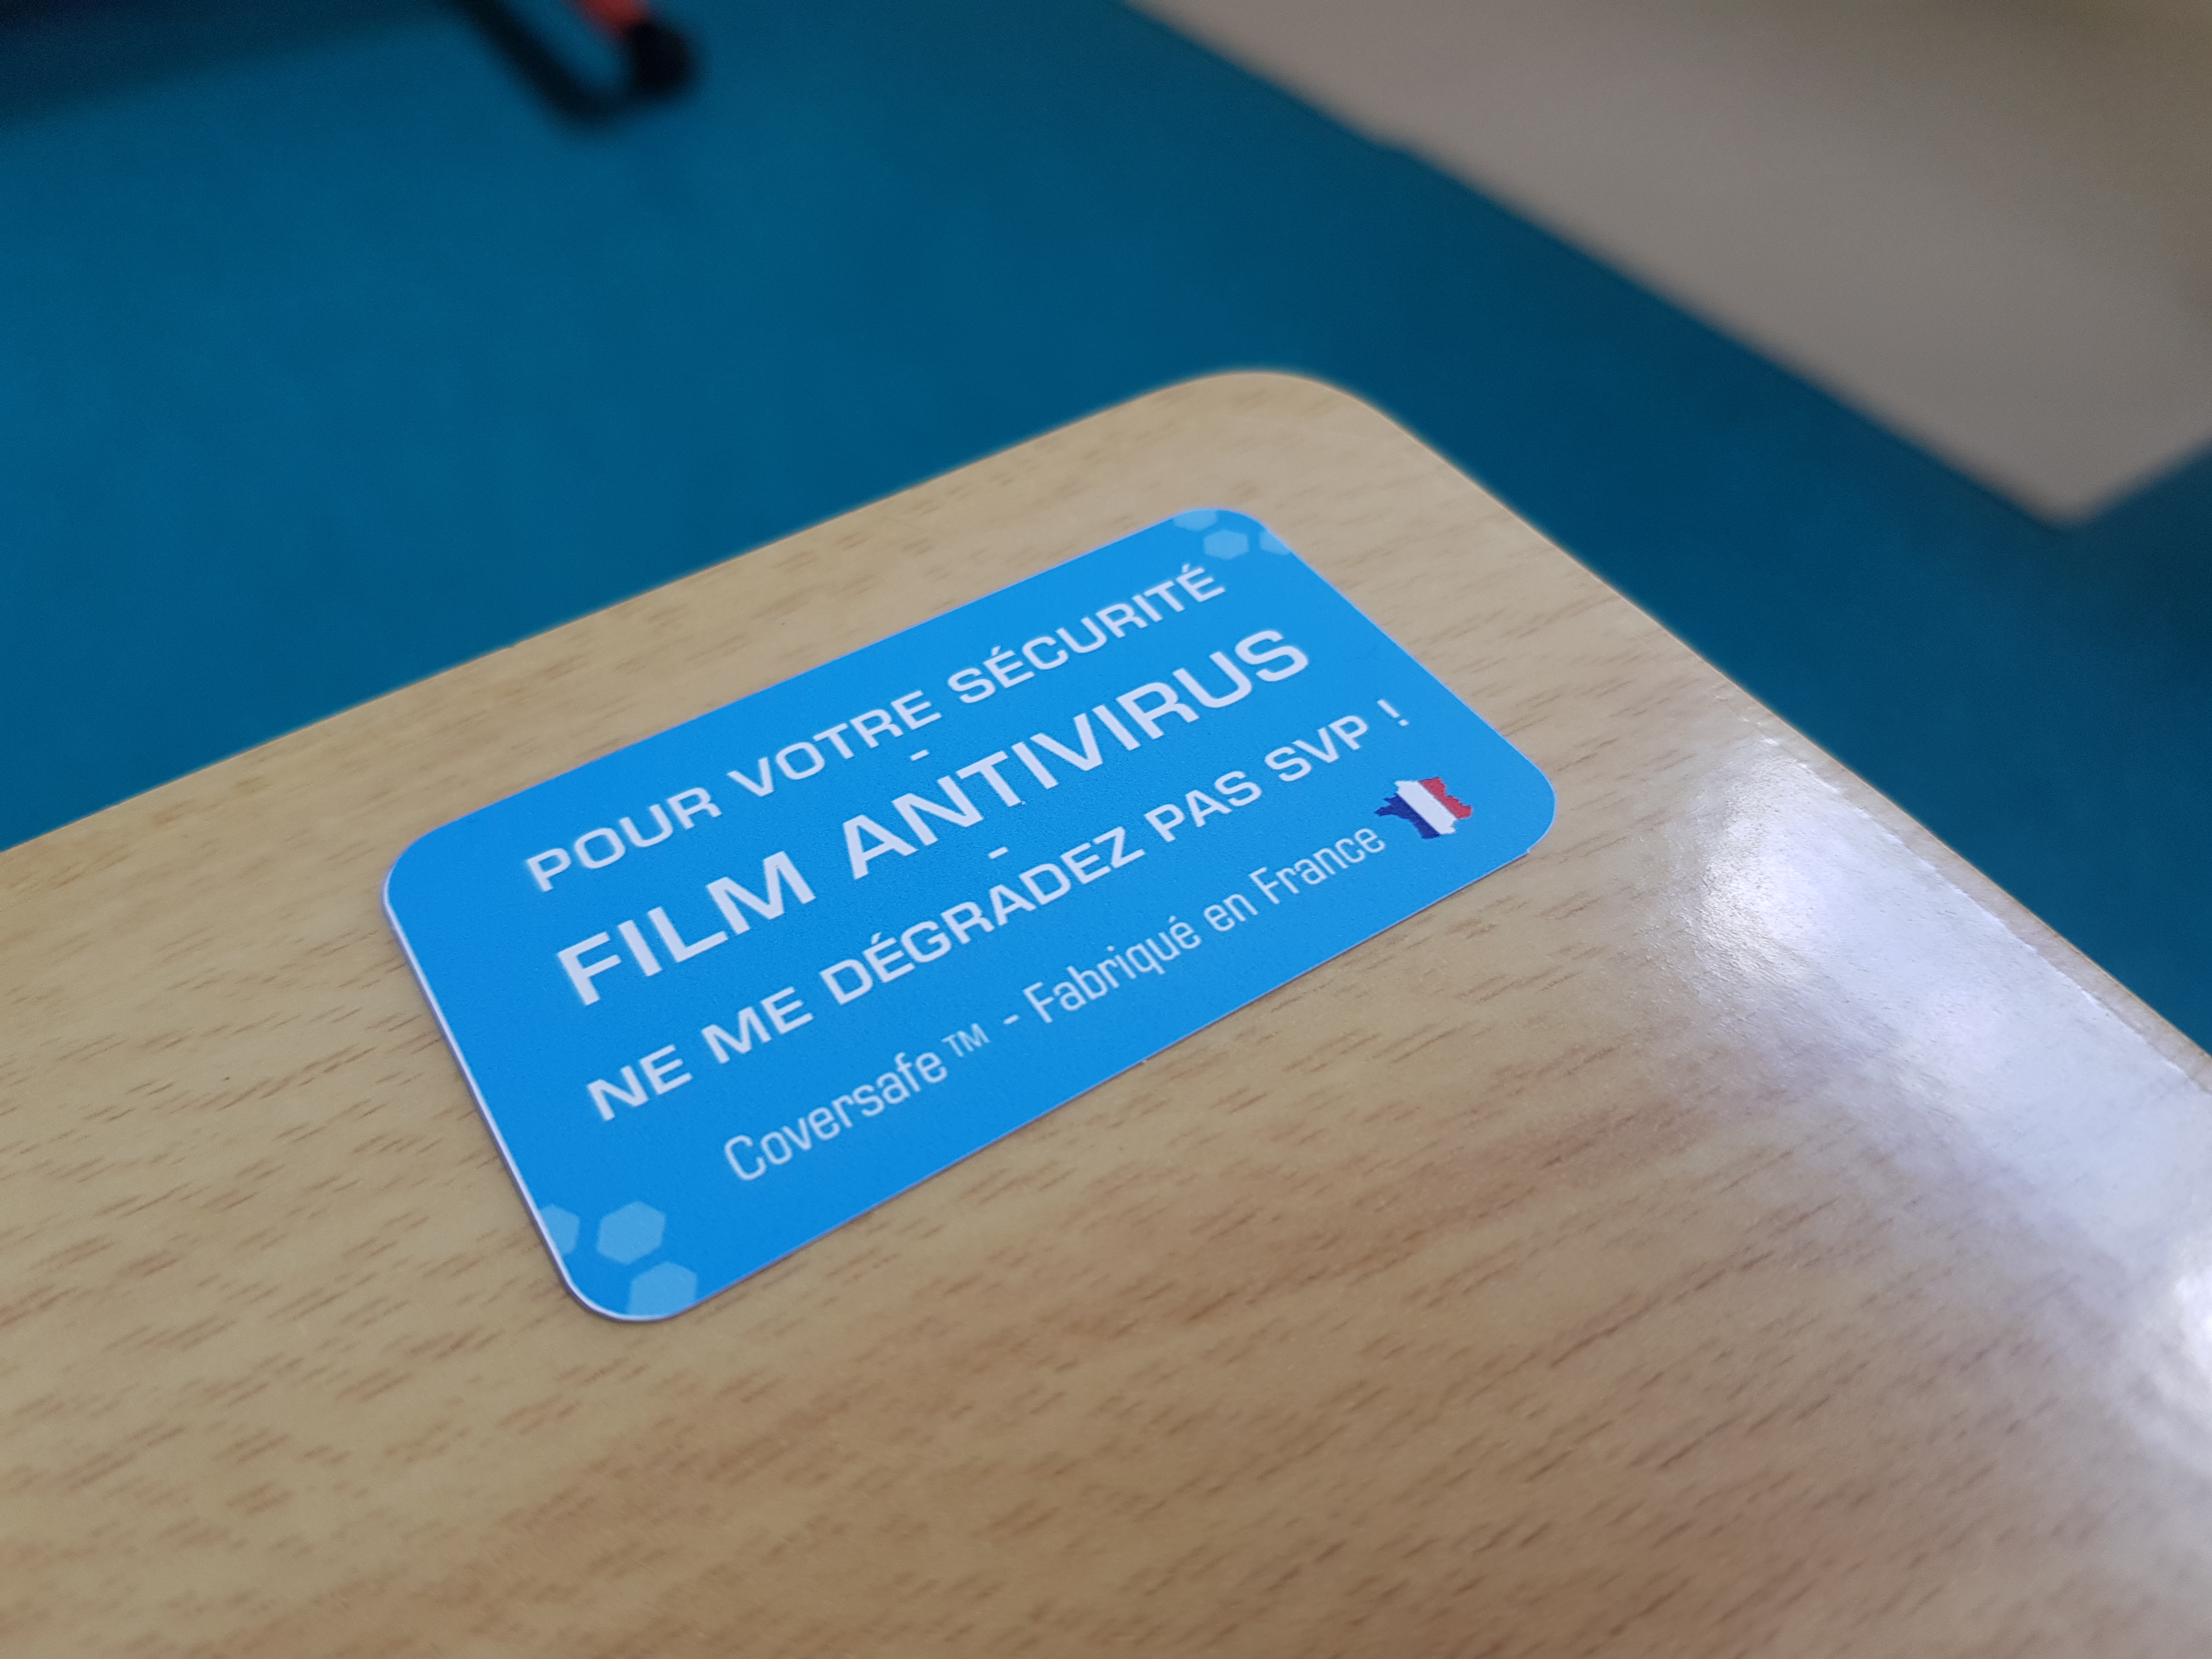 POUR VOTRE SÉCURITÉ
-
FILM ANTIVIRUS
-
NE ME DÉGRADEZ PAS SVP !
Coversafe™ - Fabriqué en France